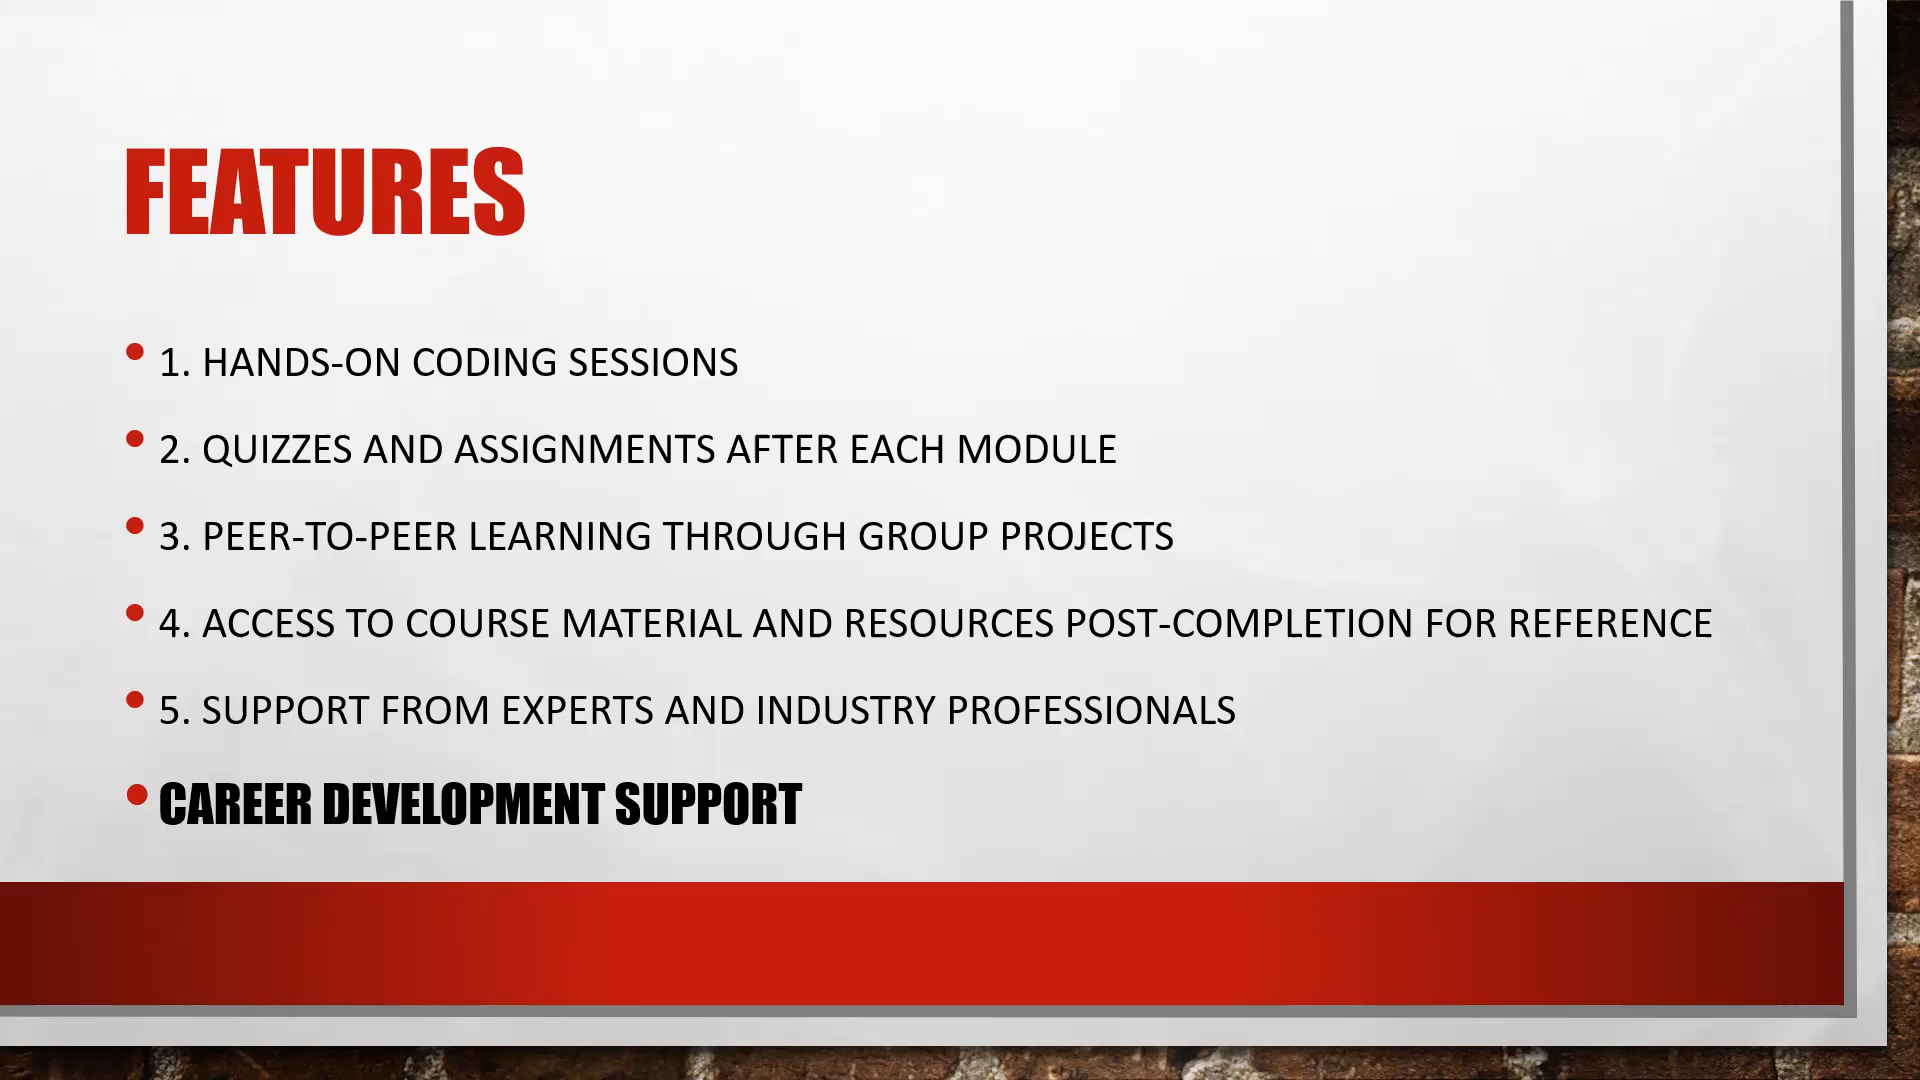 FEATURES
• 1. HANDS-ON CODING SESSIONS
• 2. QUIZZES AND ASSIGNMENTS AFTER EACH MODULE
• 3. PEER-TO-PEER LEARNING THROUGH GROUP PROJECTS
• 4. ACCESS TO COURSE MATERIAL AND RESOURCES POST-COMPLETION FOR REFERENCE
• 5. SUPPORT FROM EXPERTS AND INDUSTRY PROFESSIONALS
• CAREER DEVELOPMENT SUPPORT